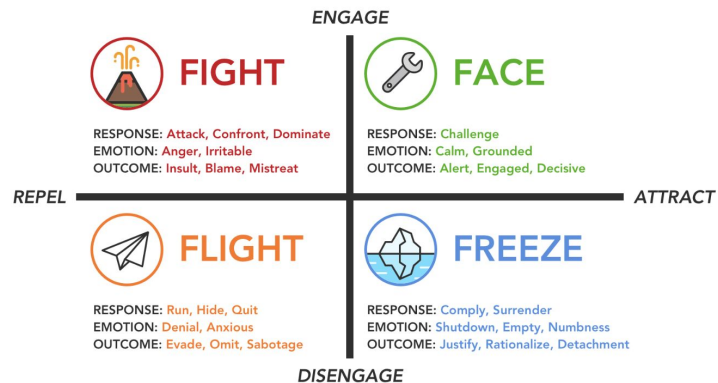 ENGAGE
FIGHT
RESPONSE: Attack, Confront, Dominate
EMOTION: Anger, Irritable
OUTCOME: Insult, Blame, Mistreat
FACE
RESPONSE: Challenge
EMOTION: Calm, Grounded
OUTCOME: Alert, Engaged, Decisive
REPEL
ATTRACT
FLIGHT
RESPONSE: Run, Hide, Quit
EMOTION: Denial, Anxious
OUTCOME: Evade, Omit, Sabotage
FREEZE
RESPONSE: Comply, Surrender
EMOTION: Shutdown, Empty, Numbness
OUTCOME: Justify, Rationalize, Detachment
DISENGAGE